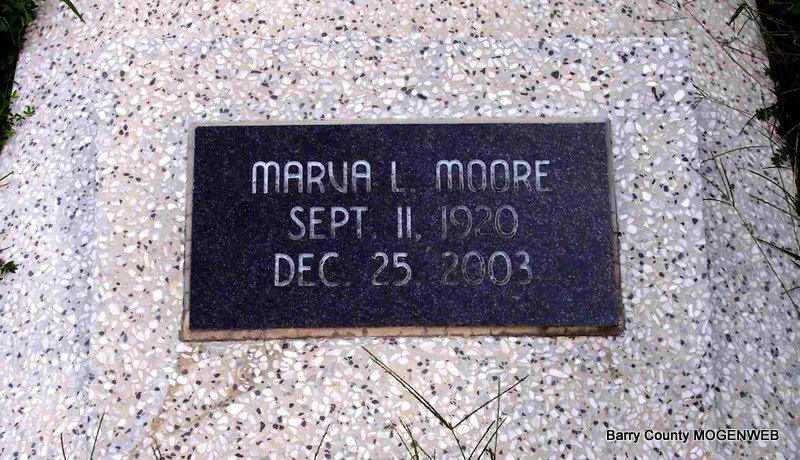 MARVA L. MOORE
SEPT. 11, 1920
DEC. 25 2003
Barry County MOGENWEB